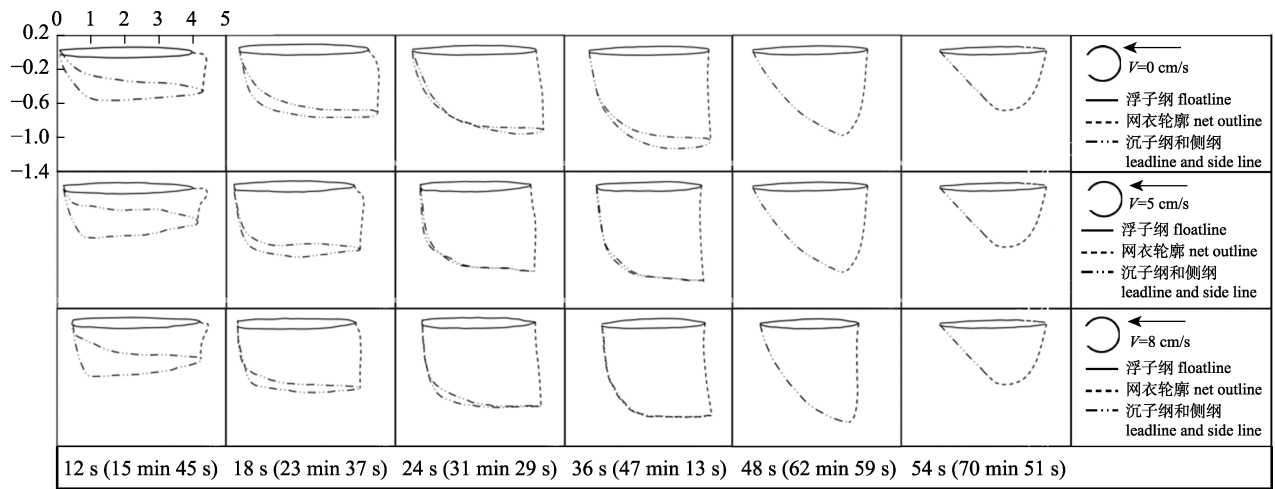 0 1 2 3 4 5
0.2
−0.2
−0.6
−1.0
−1.4
V=0 cm/s
浮子纲 floatline
网衣轮廓 net outline
沉子纲和侧纲
leadline and side line
V=5 cm/s
浮子纲 floatline
网衣轮廓 net outline
沉子纲和侧纲
leadline and side line
V=8 cm/s
浮子纲 floatline
网衣轮廓 net outline
沉子纲和侧纲
leadline and side line
12 s (15 min 45 s) 18 s (23 min 37 s) 24 s (31 min 29 s) 36 s (47 min 13 s) 48 s (62 min 59 s) 54 s (70 min 51 s)